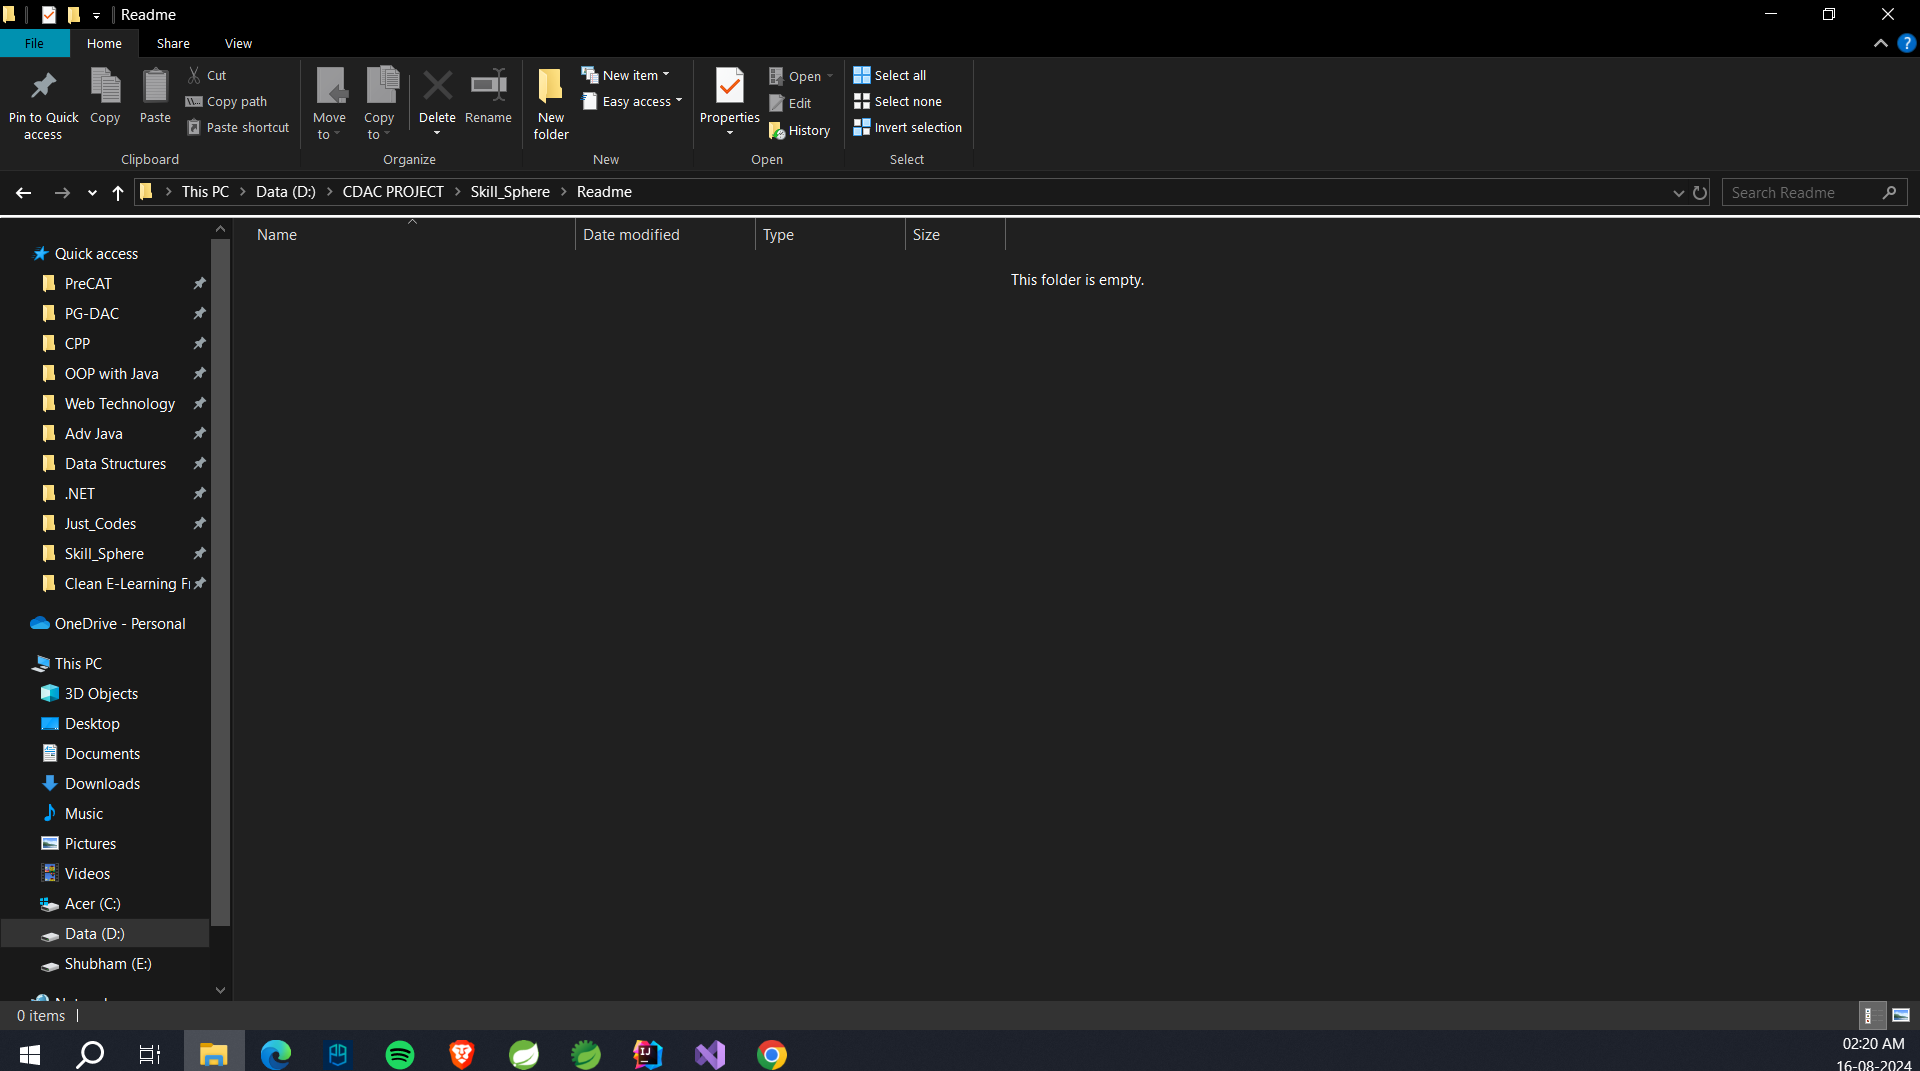 Readme
File
Home
Share
View
Pin to Quick access
Copy
Paste
Cut
Copy path
Paste shortcut
Clipboard
Move to
Copy to
Delete
Rename
Organize
New folder
New item
Easy access
New
Properties
Open
Edit
History
Open
Select all
Select none
Invert selection
Select
This PC > Data (D:) > CDAC PROJECT > Skill_Sphere > Readme
Search Readme
Name
Date modified
Type
Size
This folder is empty.
Quick access
PreCAT
PG-DAC
CPP
OOP with Java
Web Technology
Adv Java
Data Structures
.NET
Just_Codes
Skill_Sphere
Clean E-Learning Fr
OneDrive - Personal
This PC
3D Objects
Desktop
Documents
Downloads
Music
Pictures
Videos
Acer (C:)
Data (D:)
Shubham (E:)
0 items
02:20 AM
16-08-2024